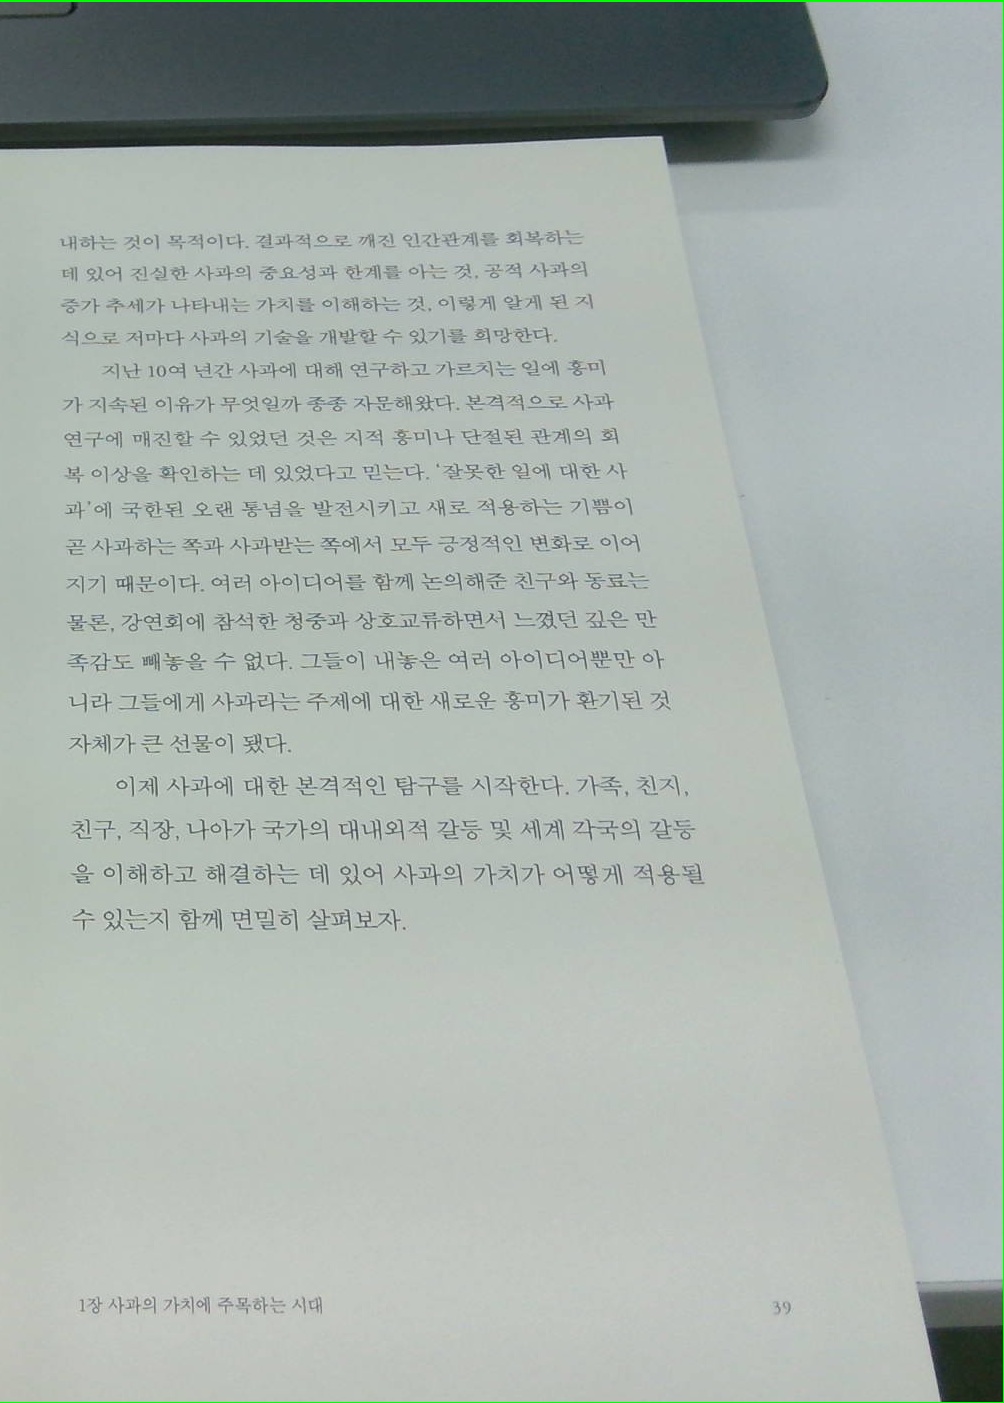 내하는 것이 목적이다. 결과적으로 깨진 인간관계를 회복하는
데 있어 진실한 사과의 중요성과 한계를 아는 것, 공적 사과의
증가 추세가 나타내는 가치를 이해하는 것, 이렇게 알게 된 지
식으로 저마다 사과의 기술을 개발할 수 있기를 희망한다.
지난 10여 년간 사과에 대해 연구하고 가르치는 일에 흥미
가 지속된 이유가 무엇일까 종종 자문해왔다. 본격적으로 사과
연구에 매진할 수 있었던 것은 지적 흥미나 단절된 관계의 회
복 이상을 확인하는 데 있었다고 믿는다. ‘잘못한 일에 대한 사
과’에 국한된 오랜 통념을 발전시키고 새로 적용하는 기쁨이
곧 사과하는 쪽과 사과받는 쪽에서 모두 긍정적인 변화로 이어
지기 때문이다. 여러 아이디어를 함께 논의해준 친구와 동료는
물론, 강연회에 참석한 청중과 상호교류하면서 느꼈던 깊은 만
족감도 빼놓을 수 없다. 그들이 내놓은 여러 아이디어뿐만 아
니라 그들에게 사과라는 주제에 대한 새로운 흥미가 환기된 것
자체가 큰 선물이 됐다.
이제 사과에 대한 본격적인 탐구를 시작한다. 가족, 친지,
친구, 직장, 나아가 국가의 대내외적 갈등 및 세계 각국의 갈등
을 이해하고 해결하는 데 있어 사과의 가치가 어떻게 적용될
수 있는지 함께 면밀히 살펴보자.
1장 사과의 가치에 주목하는 시대
39